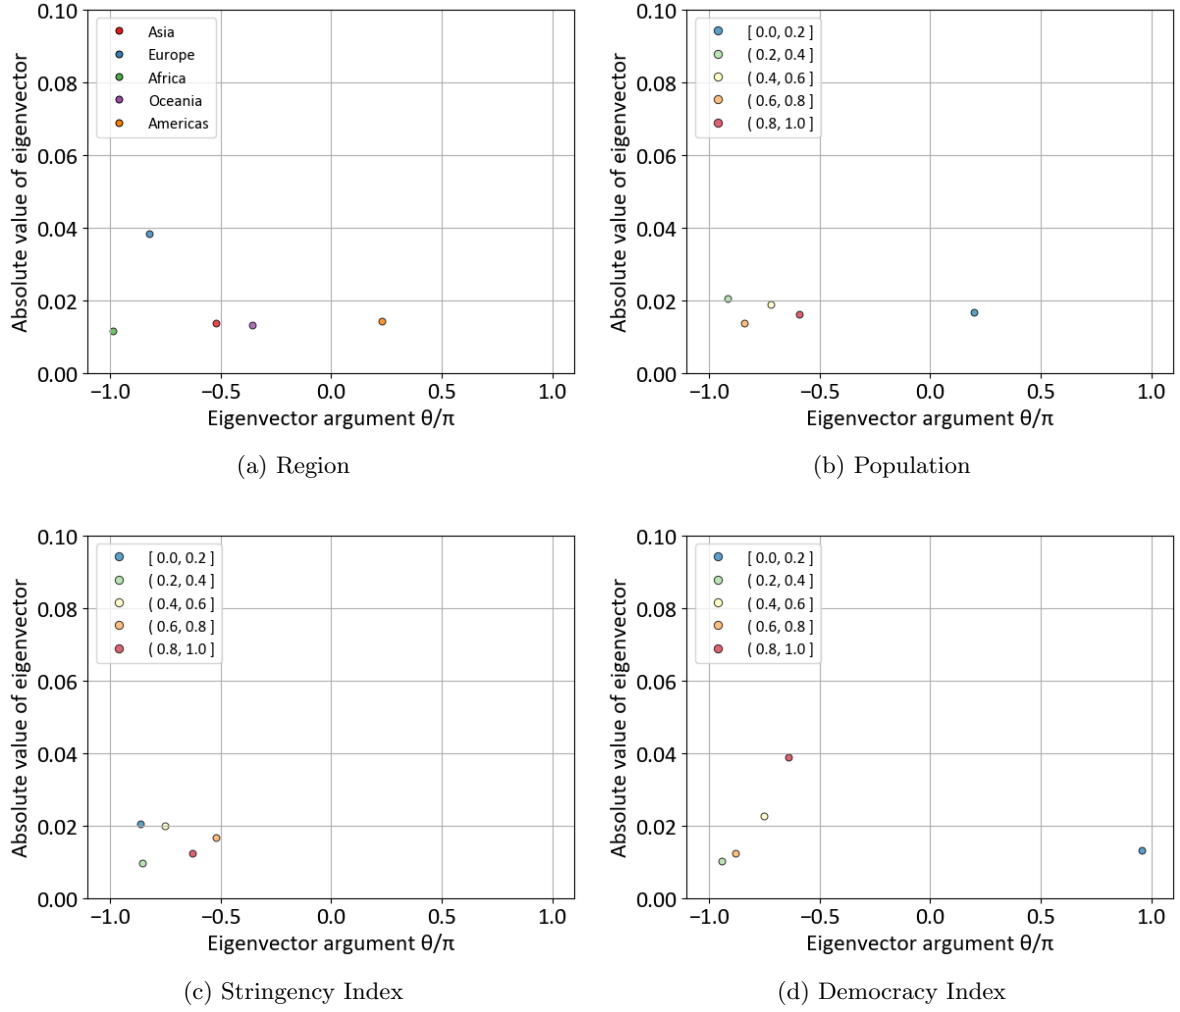 0.10
0.08
0.06
0.04
0.02
0.00
Absolute value of eigenvector
Asia
Europe
Africa
Oceania
Americas
−1.0 −0.5 0.0 0.5 1.0
Eigenvector argument θ/π
(a) Region
0.10
0.08
0.06
0.04
0.02
0.00
Absolute value of eigenvector
[ 0.0, 0.2 ]
( 0.2, 0.4 ]
( 0.4, 0.6 ]
( 0.6, 0.8 ]
( 0.8, 1.0 ]
−1.0 −0.5 0.0 0.5 1.0
Eigenvector argument θ/π
(b) Population
0.10
0.08
0.06
0.04
0.02
0.00
Absolute value of eigenvector
[ 0.0, 0.2 ]
( 0.2, 0.4 ]
( 0.4, 0.6 ]
( 0.6, 0.8 ]
( 0.8, 1.0 ]
−1.0 −0.5 0.0 0.5 1.0
Eigenvector argument θ/π
(c) Stringency Index
0.10
0.08
0.06
0.04
0.02
0.00
Absolute value of eigenvector
[ 0.0, 0.2 ]
( 0.2, 0.4 ]
( 0.4, 0.6 ]
( 0.6, 0.8 ]
( 0.8, 1.0 ]
−1.0 −0.5 0.0 0.5 1.0
Eigenvector argument θ/π
(d) Democracy Index